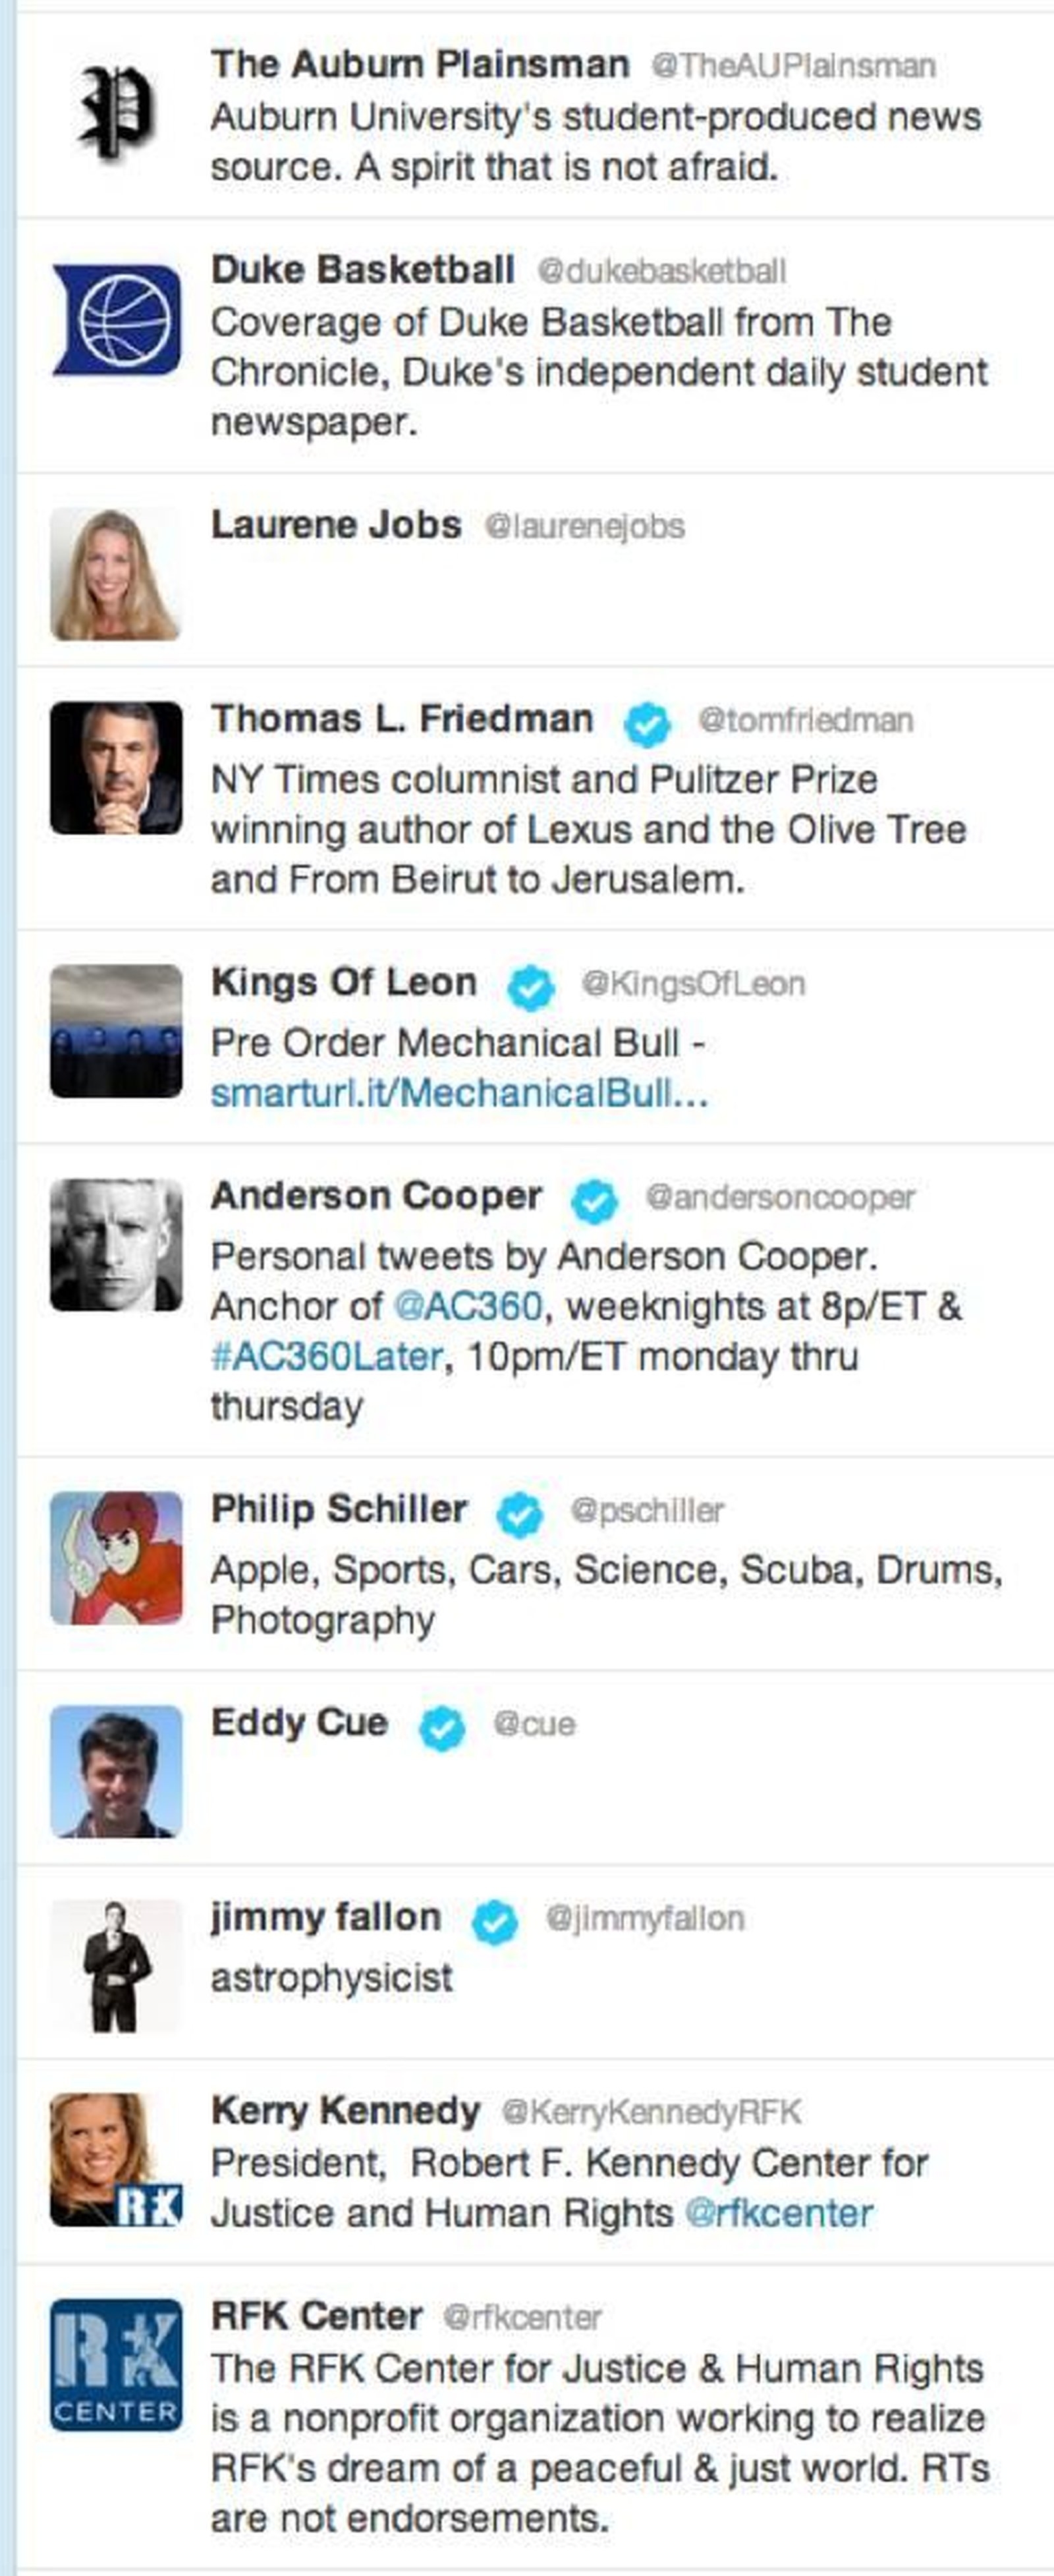 The Auburn Plainsman @TheAUPlainsman
Auburn University's student-produced news
source. A spirit that is not afraid.
Duke Basketball @dukebasketball
Coverage of Duke Basketball from The
Chronicle, Duke's independent daily student
newspaper.
Laurene Jobs @laurenejobs
Thomas L. Friedman @tomfriedman
NY Times columnist and Pulitzer Prize
winning author of Lexus and the Olive Tree
and From Beirut to Jerusalem.
Kings Of Leon @KingsOfLeon
Pre Order Mechanical Bull -
smarturl.it/MechanicalBull...
Anderson Cooper @andersoncooper
Personal tweets by Anderson Cooper.
Anchor of @AC360, weeknights at 8p/ET &
#AC360Later, 10pm/ET monday thru
thursday
Philip Schiller @pschiller
Apple, Sports, Cars, Science, Scuba, Drums,
Photography
Eddy Cue @cue
jimmy fallon @jimmyfallon
astrophysicist
Kerry Kennedy @KerryKennedyRFK
President,  Robert F. Kennedy Center for
Justice and Human Rights @rfkcenter
RFK Center @rfkcenter
The RFK Center for Justice & Human Rights
is a nonprofit organization working to realize
RFK's dream of a peaceful & just world. RTs
are not endorsements.
P
RK
RFK
CENTER